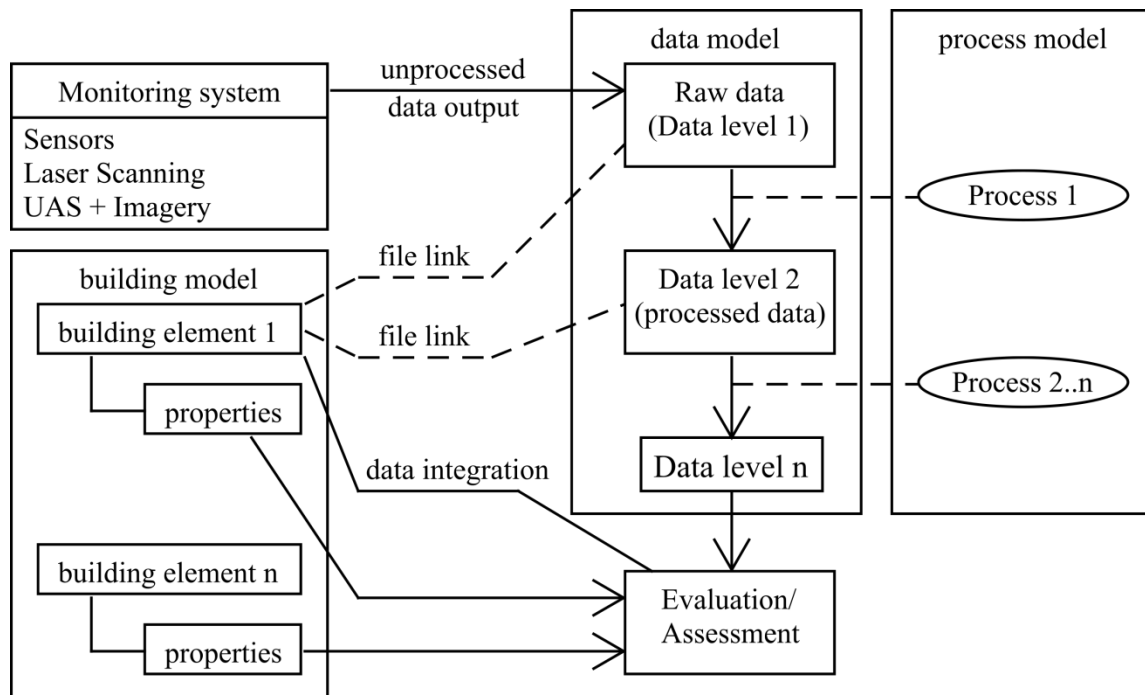 Monitoring system
Sensors
Laser Scanning
UAS + Imagery
unprocessed
data output
data model
Raw data
(Data level 1)
Data level 2
(processed data)
Data level n
process model
Process 1
Process 2..n
building model
building element 1
properties
building element n
properties
file link
file link
data integration
Evaluation/
Assessment